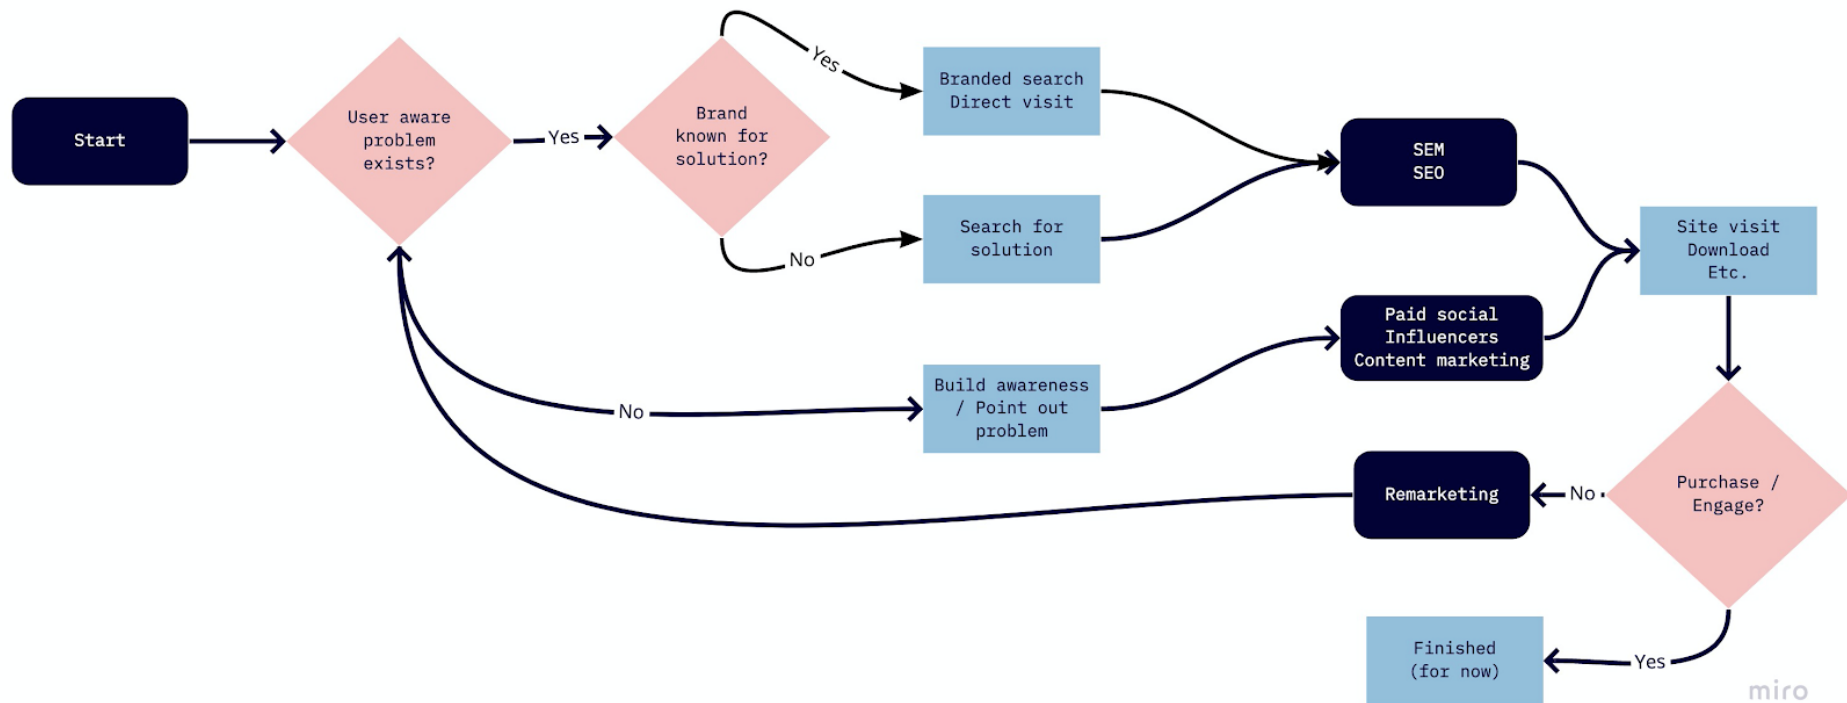 Start
User aware
problem
exists?
Yes
Brand
known for
solution?
Yes
No
Branded search
Direct visit
Search for
solution
SEM
SEO
Site visit
Download
Etc.
No
Build awareness
/ Point out
problem
Paid social
Influencers
Content marketing
Purchase /
Engage?
No
Remarketing
Yes
Finished
(for now)
miro